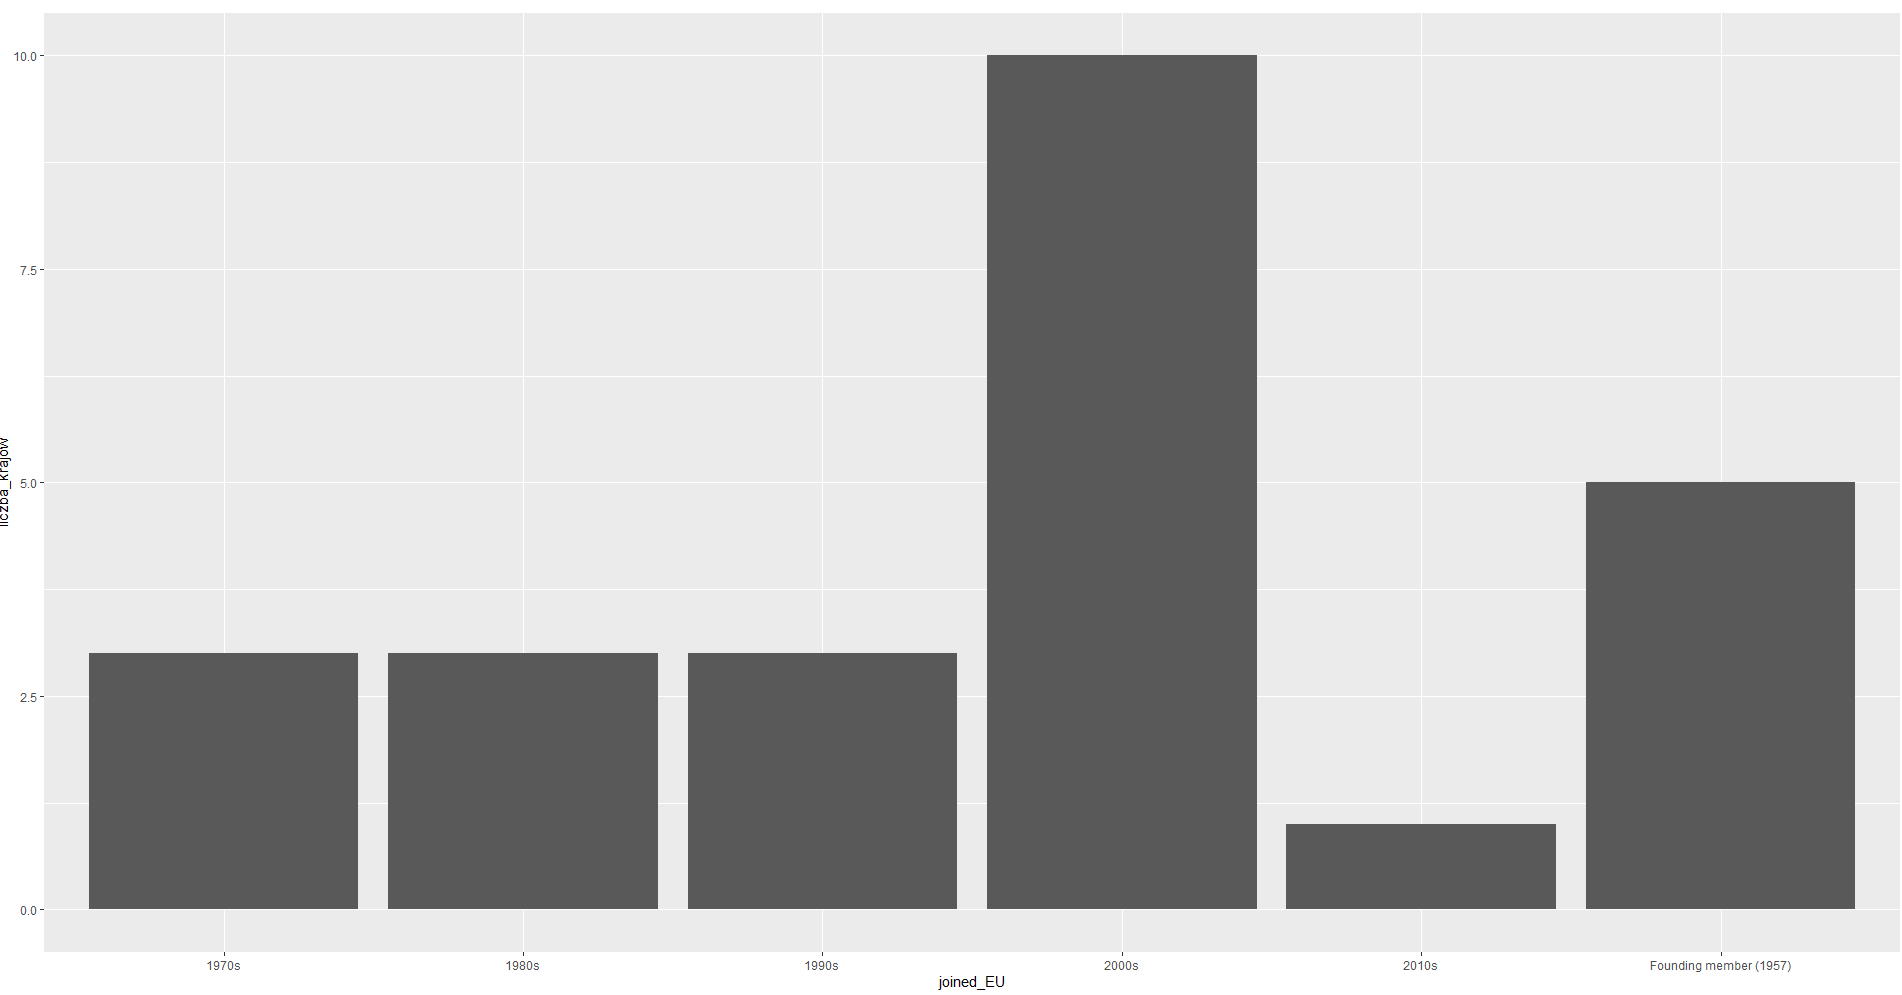 10.0
7.5
5.0
2.5
0.0
liczba_krajow
1970s
1980s
1990s
2000s
2010s
Founding member (1957)
joined_EU